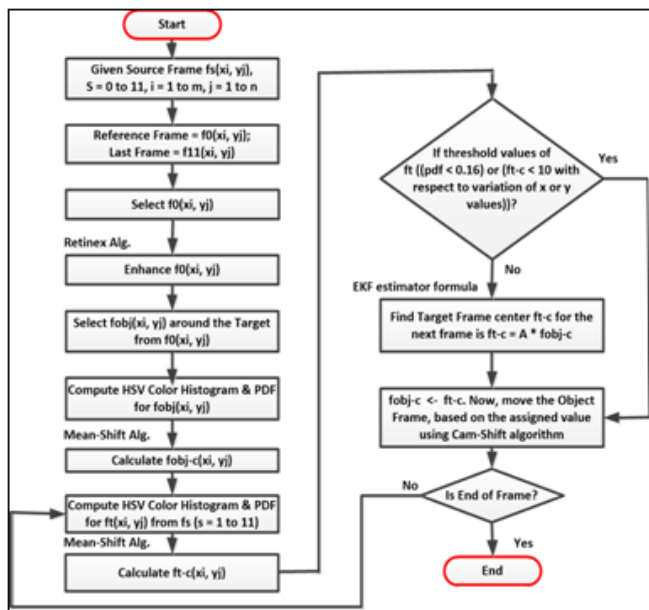 Start
Given Source Frame fs(xi, yj),
S = 0 to 11, i = 1 to m, j = 1 to n
Reference Frame = f0(xi, yj);
Last Frame = f11(xi, yj)
Select f0(xi, yj)
Retinex Alg.
Enhance f0(xi, yj)
Select fobj(xi, yj) around the Target
from f0(xi, yj)
Compute HSV Color Histogram & PDF
for fobj(xi, yj)
Mean-Shift Alg.
Calculate fobj-c(xi, yj)
Compute HSV Color Histogram & PDF
for ft(xi, yj) from fs (s = 1 to 11)
Mean-Shift Alg.
Calculate ft-c(xi, yj)
If threshold values of
ft ((pdf < 0.16) or (ft-c < 10 with
respect to variation of x or y
values))?
Yes
No
EKF estimator formula
Find Target Frame center ft-c for the
next frame is ft-c = A * fobj-c
fobj-c <- ft-c. Now, move the Object
Frame, based on the assigned value
using Cam-Shift algorithm
No
Is End of Frame?
Yes
End